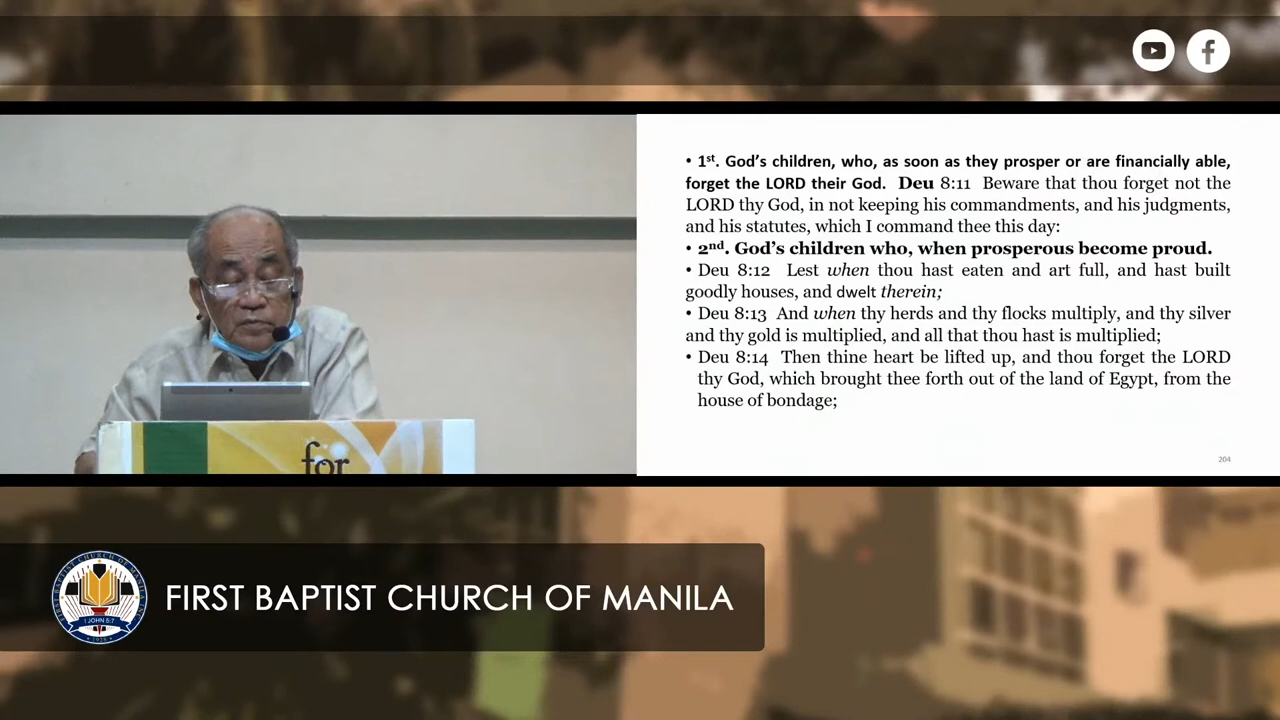 • 1st. God's children, who, as soon as they prosper or are financially able,
forget the LORD their God. Deu 8:11 Beware that thou forget not the
LORD thy God, in not keeping his commandments, and his judgments,
and his statutes, which I command thee this day:
• 2nd. God's children who, when prosperous become proud.
• Deu 8:12 Lest when thou hast eaten and art full, and hast built
goodly houses, and dwelt therein;
• Deu 8:13 And when thy herds and thy flocks multiply, and thy silver
and thy gold is multiplied, and all that thou hast is multiplied;
• Deu 8:14 Then thine heart be lifted up, and thou forget the LORD
thy God, which brought thee forth out of the land of Egypt, from the
house of bondage;
204
for
FIRST BAPTIST CHURCH OF MANILA
I JOHN 5:7